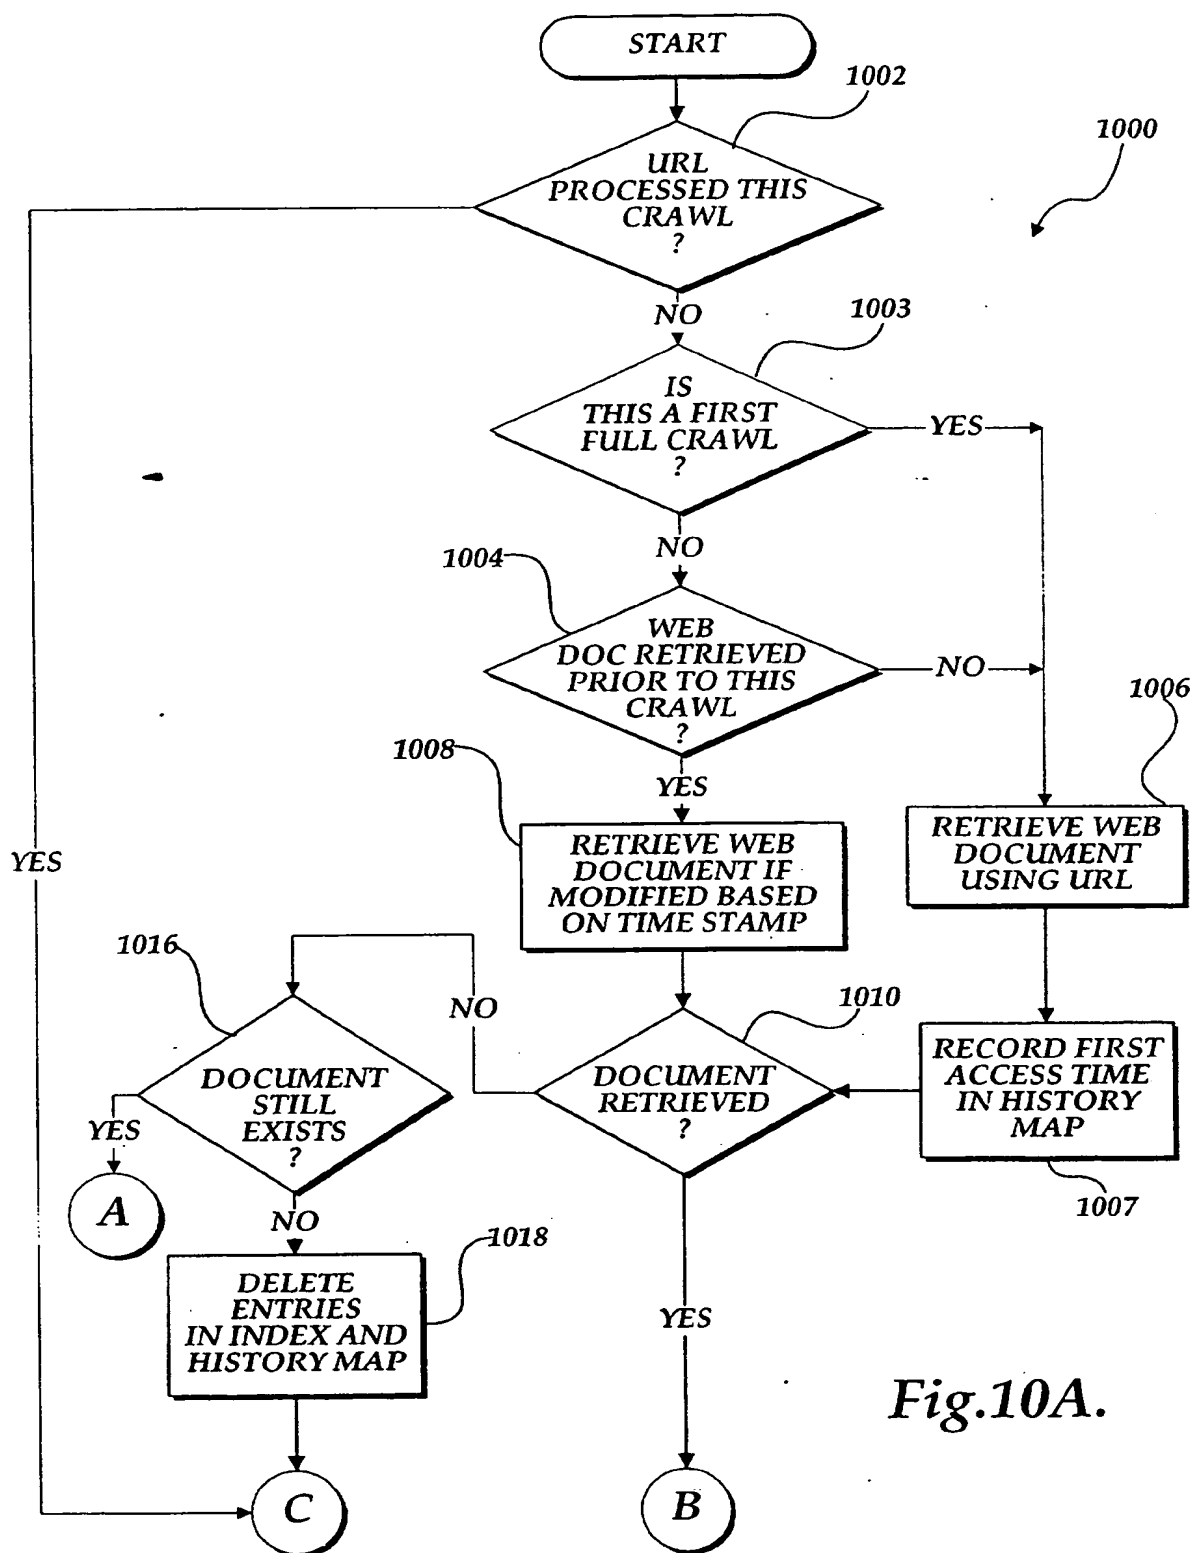 START
1002
1000
URL
PROCESSED THIS
CRAWL
?
NO
1003
IS
THIS A FIRST
FULL CRAWL
?
YES
NO
1004
WEB
DOC RETRIEVED
PRIOR TO THIS
CRAWL
?
NO
1006
1008
YES
YES
RETRIEVE WEB
DOCUMENT IF
MODIFIED BASED
ON TIME STAMP
RETRIEVE WEB
DOCUMENT
USING URL
1016
NO
1010
DOCUMENT
STILL
EXISTS
?
DOCUMENT
RETRIEVED
?
RECORD FIRST
ACCESS TIME
IN HISTORY
MAP
1007
YES
A
NO
1018
DELETE
ENTRIES
IN INDEX AND
HISTORY MAP
YES
C
B
Fig.10A.